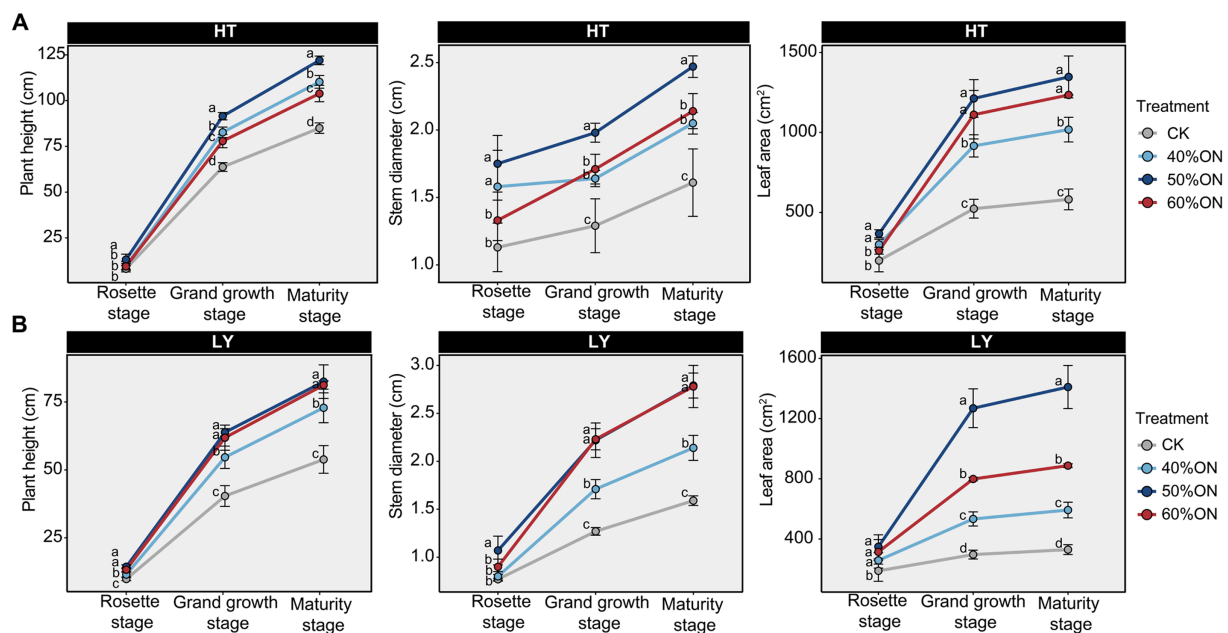 A
HT
HT
HT
Plant height (cm)
125
100
75
50
25
a
b
c
d
a
b
c
d
a
b
b
b
Rosette stage
Grand growth stage
Maturity stage
Stem diameter (cm)
2.5
2.0
1.5
1.0
a
a
b
b
a
b
b
c
a
b
b
c
Rosette stage
Grand growth stage
Maturity stage
Leaf area (cm²)
1500
1000
500
a
b
b
b
a
a
b
c
a
a
b
c
Rosette stage
Grand growth stage
Maturity stage
Treatment
CK
40%ON
50%ON
60%ON
B
LY
LY
LY
Plant height (cm)
75
50
25
a
a
b
c
a
a
b
c
a
a
b
c
Rosette stage
Grand growth stage
Maturity stage
Stem diameter (cm)
3.0
2.5
2.0
1.5
1.0
a
b
b
b
a
a
b
c
a
a
b
c
Rosette stage
Grand growth stage
Maturity stage
Leaf area (cm²)
1600
1200
800
400
a
a
a
b
a
b
c
d
a
b
c
d
Rosette stage
Grand growth stage
Maturity stage
Treatment
CK
40%ON
50%ON
60%ON